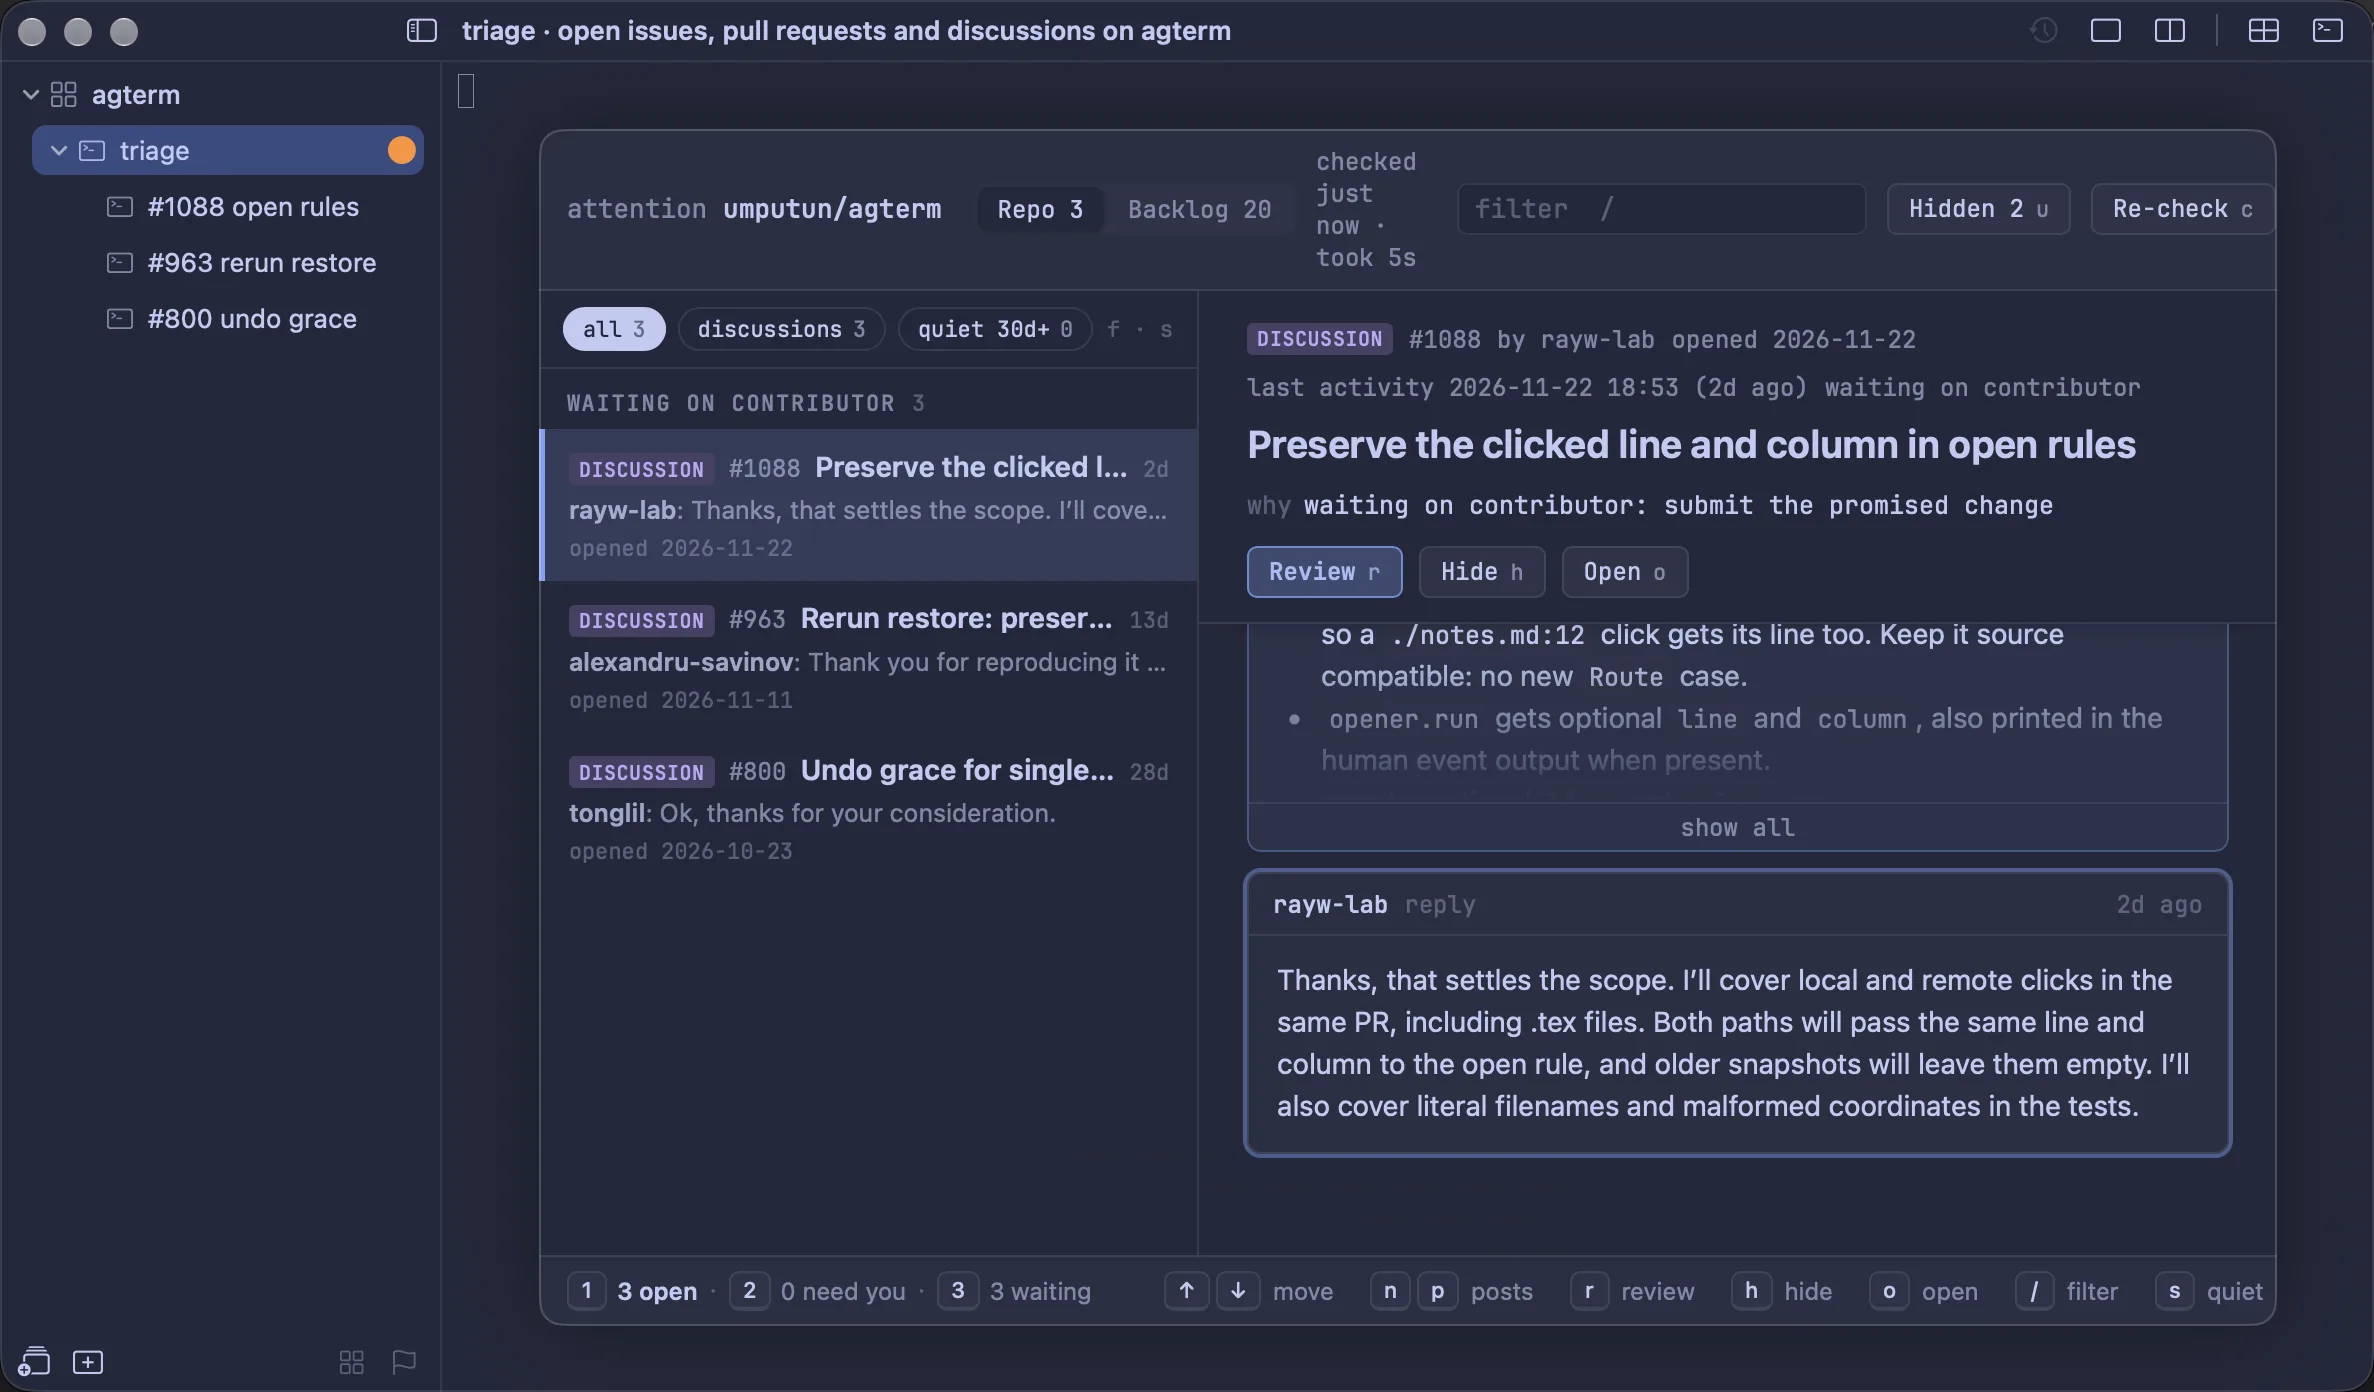 triage · open issues, pull requests and discussions on agterm
agterm
triage
#1088 open rules
#963 rerun restore
#800 undo grace
attention umputun/agterm
Repo 3
Backlog 20
checked
just
now ·
took 5s
filter /
Hidden 2 u
Re-check c
all 3
discussions 3
quiet 30d+ 0
f · s
WAITING ON CONTRIBUTOR 3
DISCUSSION #1088 Preserve the clicked l... 2d
rayw-lab: Thanks, that settles the scope. I’ll cove...
opened 2026-11-22
DISCUSSION #963 Rerun restore: preser... 13d
alexandru-savinov: Thank you for reproducing it ...
opened 2026-11-11
DISCUSSION #800 Undo grace for single... 28d
tonglil: Ok, thanks for your consideration.
opened 2026-10-23
DISCUSSION #1088 by rayw-lab opened 2026-11-22
last activity 2026-11-22 18:53 (2d ago) waiting on contributor
Preserve the clicked line and column in open rules
why waiting on contributor: submit the promised change
Review r
Hide h
Open o
so a ./notes.md:12 click gets its line too. Keep it source
compatible: no new Route case.
• opener.run gets optional line and column, also printed in the
human event output when present.
show all
rayw-lab reply 2d ago
Thanks, that settles the scope. I’ll cover local and remote clicks in the
same PR, including .tex files. Both paths will pass the same line and
column to the open rule, and older snapshots will leave them empty. I’ll
also cover literal filenames and malformed coordinates in the tests.
1 3 open · 2 0 need you · 3 3 waiting
↑ ↓ move n p posts r review h hide o open / filter s quiet